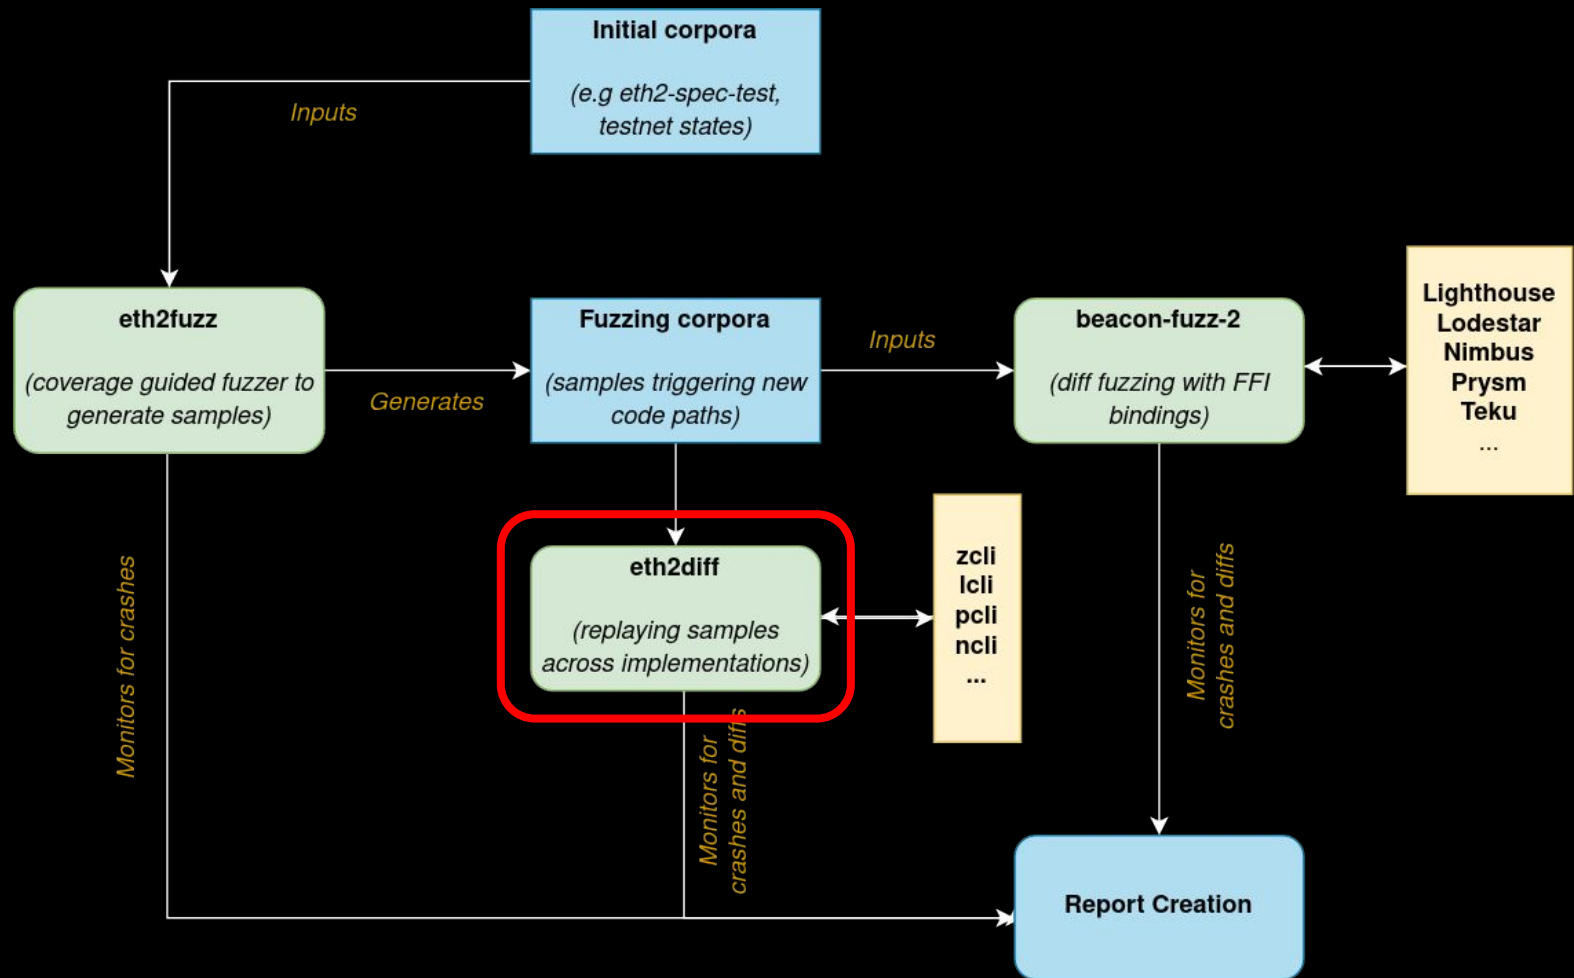 Initial corpora
(e.g eth2-spec-test,
testnet states)
Inputs
eth2fuzz
(coverage guided fuzzer to
generate samples)
Generates
Fuzzing corpora
(samples triggering new
code paths)
Inputs
beacon-fuzz-2
(diff fuzzing with FFI
bindings)
Lighthouse
Lodestar
Nimbus
Prysm
Teku
...
eth2diff
(replaying samples
across implementations)
zcli
lcli
pcli
ncli
...
Monitors for crashes
Monitors for
crashes and diffs
Monitors for
crashes and diffs
Report Creation